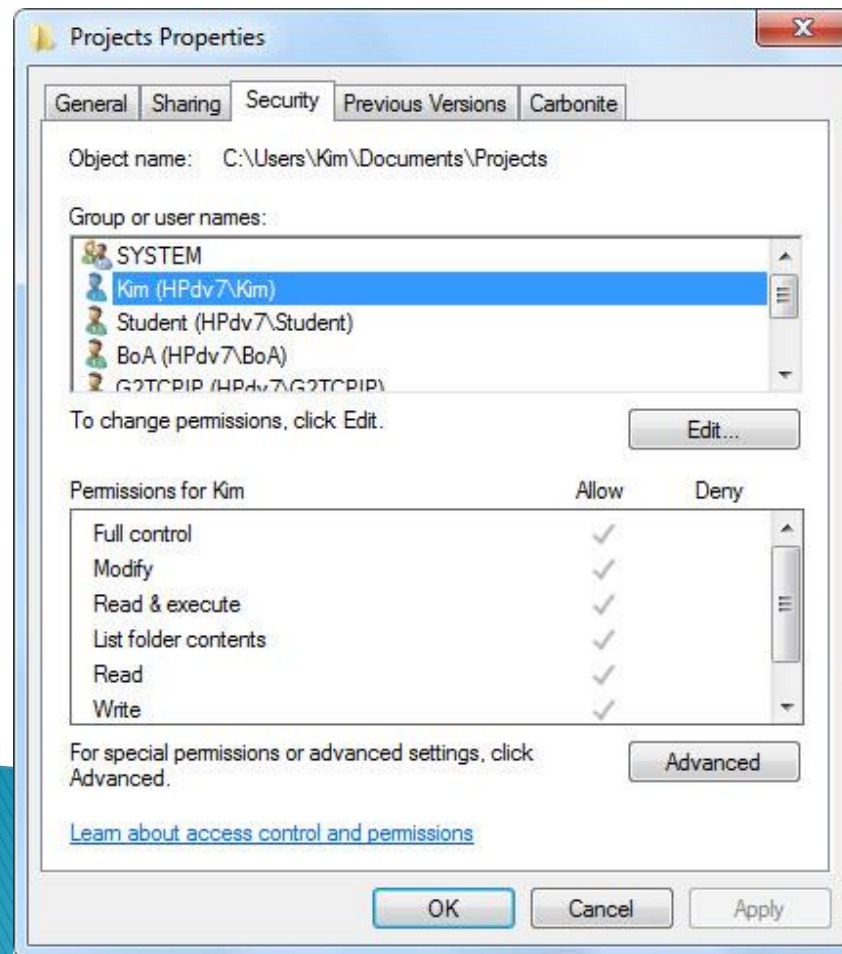 Projects Properties
General Sharing Security Previous Versions Carbonite
Object name: C:\Users\Kim\Documents\Projects
Group or user names:
SYSTEM
Kim (HPdv7\Kim)
Student (HPdv7\Student)
BoA (HPdv7\BoA)
G2TCPIP (HPdv7\G2TCPIP)
To change permissions, click Edit.
Edit...
Permissions for Kim Allow Deny
Full control
Modify
Read & execute
List folder contents
Read
Write
For special permissions or advanced settings, click
Advanced.
Advanced
Learn about access control and permissions
OK Cancel Apply